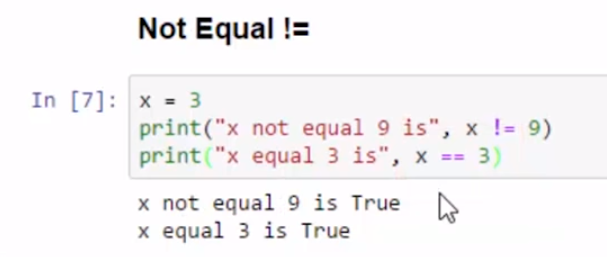 Not Equal !=
In [7]: x = 3
print("x not equal 9 is", x != 9)
print("x equal 3 is", x == 3)
x not equal 9 is True
x equal 3 is True